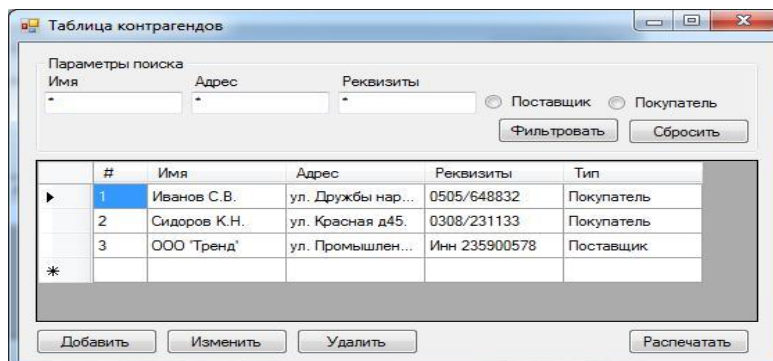 Таблица контрагендов
Параметры поиска
Имя Адрес Реквизиты
* * * Поставщик Покупатель
Фильтровать Сбросить
# Имя Адрес Реквизиты Тип
1 Иванов С.В. ул. Дружбы нар... 0505/648832 Покупатель
2 Сидоров К.Н. ул. Красная д45. 0308/231133 Покупатель
3 ООО 'Тренд' ул. Промышлен... Инн 235900578 Поставщик
Добавить Изменить Удалить Распечатать